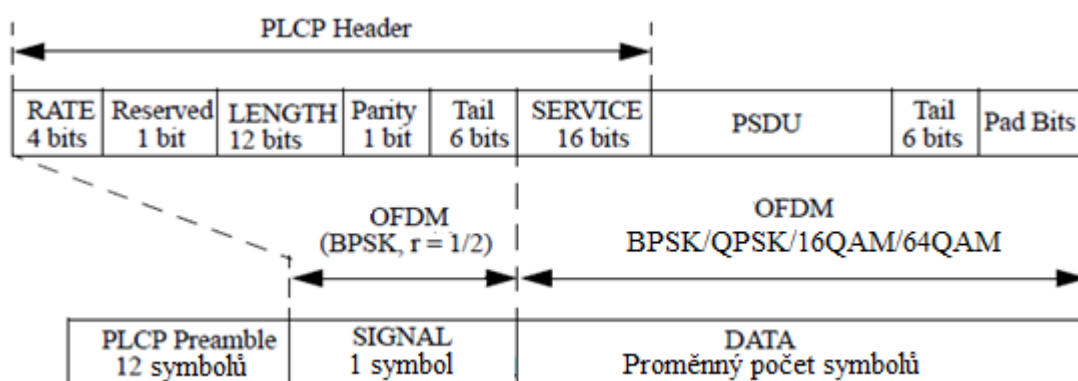 PLCP Header
RATE Reserved LENGTH Parity Tail SERVICE PSDU Tail Pad Bits
4 bits 1 bit 12 bits 1 bit 6 bits 16 bits 6 bits
OFDM
(BPSK, r = 1/2)
OFDM
BPSK/QPSK/16QAM/64QAM
PLCP Preamble SIGNAL DATA
12 symbolů 1 symbol Proměnný počet symbolů